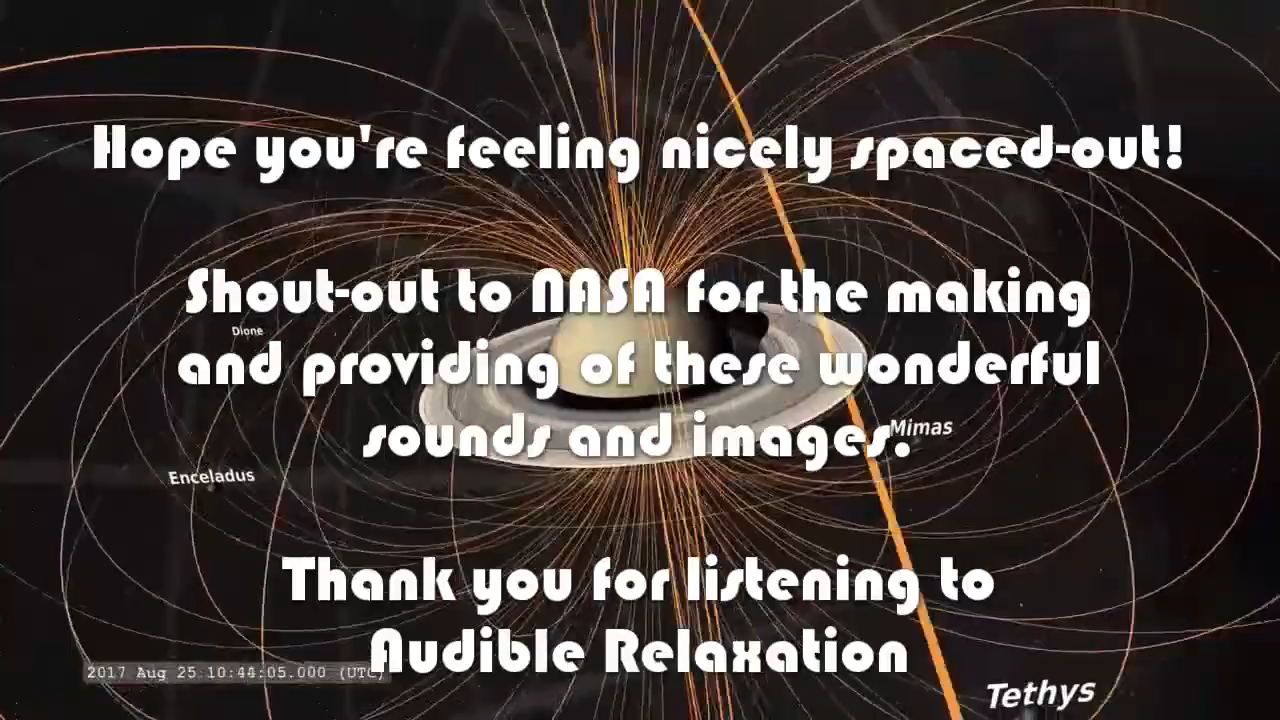 Hope you're feeling nicely spaced-out!
Shout-out to NASA for the making
Dione
and providing of these wonderful
sounds and images.
Mimas
Enceladus
Thank you for listening to
Audible Relaxation
2017 Aug 25 10:44:05.000 (UTC)
Tethys